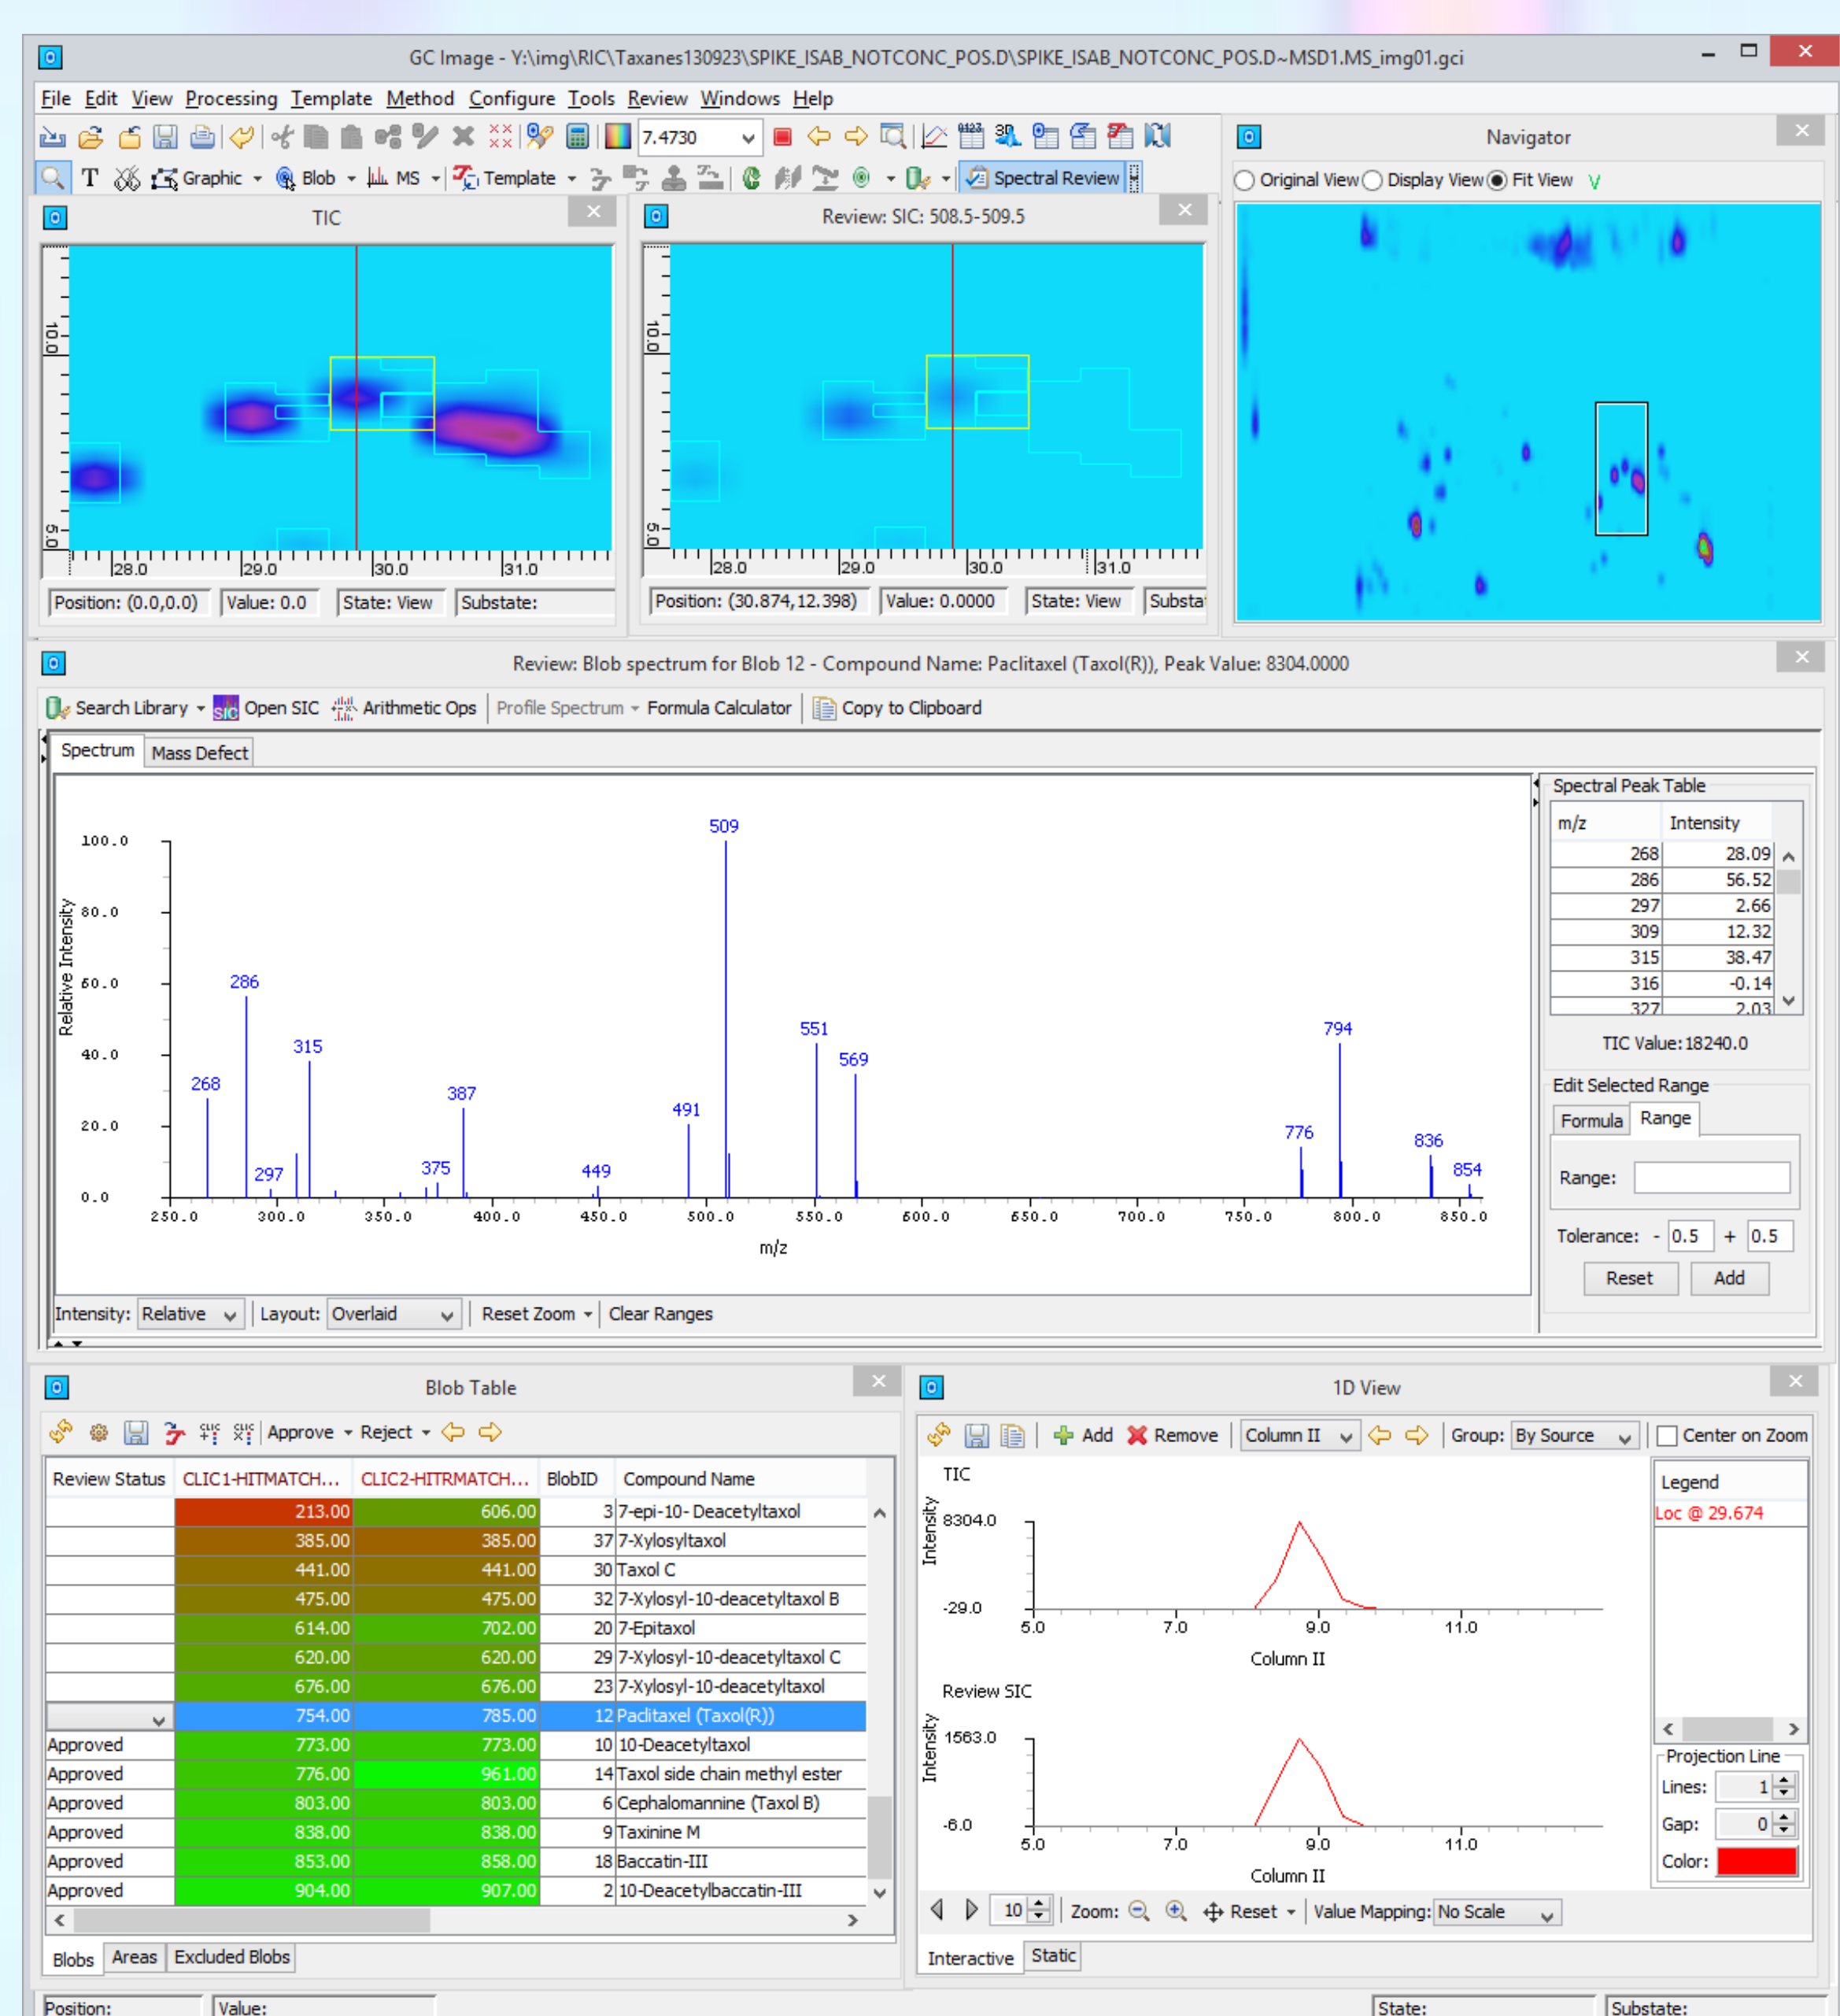 GC Image - Y:\img\RIC\Taxanes130923\SPIKE_ISAB_NOTCONC_POS.D\SPIKE_ISAB_NOTCONC_POS.D~MSD1.MS_img01.gci
File Edit View Processing Template Method Configure Tools Review Windows Help
7.4730
T Graphic Blob MS Template Spectral Review
TIC
10.0
5.0
28.0 29.0 30.0 31.0
Position: (0.0,0.0) Value: 0.0 State: View Substate:
Review: SIC: 508.5-509.5
10.0
5.0
28.0 29.0 30.0 31.0
Position: (30.874,12.398) Value: 0.0000 State: View Substa
Navigator
Original View Display View Fit View V
Review: Blob spectrum for Blob 12 - Compound Name: Paclitaxel (Taxol(R)), Peak Value: 8304.0000
Search Library SIC Open SIC Arithmetic Ops Profile Spectrum Formula Calculator Copy to Clipboard
Spectrum Mass Defect
Relative Intensity
100.0
80.0
60.0
40.0
20.0
0.0
268 286 297 315 375 387 449 491 509 551 569 776 794 836 854
250.0 300.0 350.0 400.0 450.0 500.0 550.0 600.0 650.0 700.0 750.0 800.0 850.0
m/z
Intensity: Relative Layout: Overlaid Reset Zoom Clear Ranges
Spectral Peak Table
m/z Intensity
268 28.09
286 56.52
297 2.66
309 12.32
315 38.47
316 -0.14
327 2.03
TIC Value: 18240.0
Edit Selected Range
Formula Range
Range:
Tolerance: - 0.5 + 0.5
Reset Add
Blob Table
Approve Reject
Review Status CLIC1-HITMATCH... CLIC2-HITRMATCH... BlobID Compound Name
213.00 606.00 3 7-epi-10- Deacetyltaxol
385.00 385.00 37 7-Xylosyltaxol
441.00 441.00 30 Taxol C
475.00 475.00 32 7-Xylosyl-10-deacetyltaxol B
614.00 702.00 20 7-Epitaxol
620.00 620.00 29 7-Xylosyl-10-deacetyltaxol C
676.00 676.00 23 7-Xylosyl-10-deacetyltaxol
754.00 785.00 12 Paclitaxel (Taxol(R))
Approved 773.00 773.00 10 10-Deacetyltaxol
Approved 776.00 961.00 14 Taxol side chain methyl ester
Approved 803.00 803.00 6 Cephalomannine (Taxol B)
Approved 838.00 838.00 9 Taxinine M
Approved 853.00 858.00 18 Baccatin-III
Approved 904.00 907.00 2 10-Deacetylbaccatin-III
Blobs Areas Excluded Blobs
1D View
Add Remove Column II Group: By Source Center on Zoom
TIC
Intensity
8304.0
-29.0
5.0 7.0 9.0 11.0
Column II
Review SIC
Intensity
1563.0
-6.0
5.0 7.0 9.0 11.0
Column II
Legend
Loc @ 29.674
Projection Line
Lines: 1
Gap: 0
Color:
10 Zoom: Reset Value Mapping: No Scale
Interactive Static
Position: Value: State: Substate: